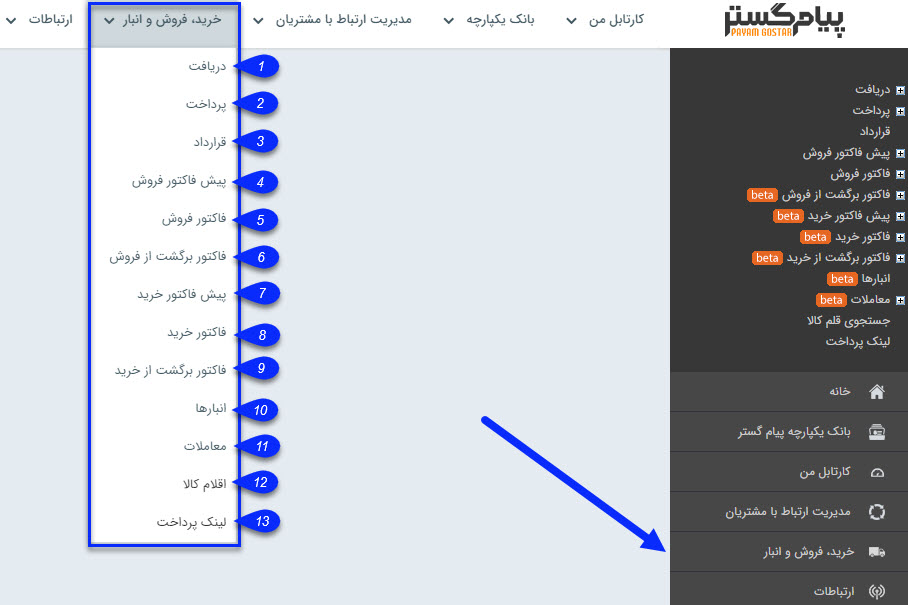 پیام‌گستر
PAYAM GOSTAR
کارتابل من
بانک یکپارچه
مدیریت ارتباط با مشتریان
خرید، فروش و انبار
ارتباطات
دریافت
پرداخت
قرارداد
پیش فاکتور فروش
فاکتور فروش
فاکتور برگشت از فروش beta
پیش فاکتور خرید beta
فاکتور خرید beta
فاکتور برگشت از خرید beta
انبارها beta
معاملات beta
جستجوی قلم کالا
لینک پرداخت
خانه
بانک یکپارچه پیام گستر
کارتابل من
مدیریت ارتباط با مشتریان
خرید، فروش و انبار
ارتباطات
1 دریافت
2 پرداخت
3 قرارداد
4 پیش فاکتور فروش
5 فاکتور فروش
6 فاکتور برگشت از فروش
7 پیش فاکتور خرید
8 فاکتور خرید
9 فاکتور برگشت از خرید
10 انبارها
11 معاملات
12 اقلام کالا
13 لینک پرداخت